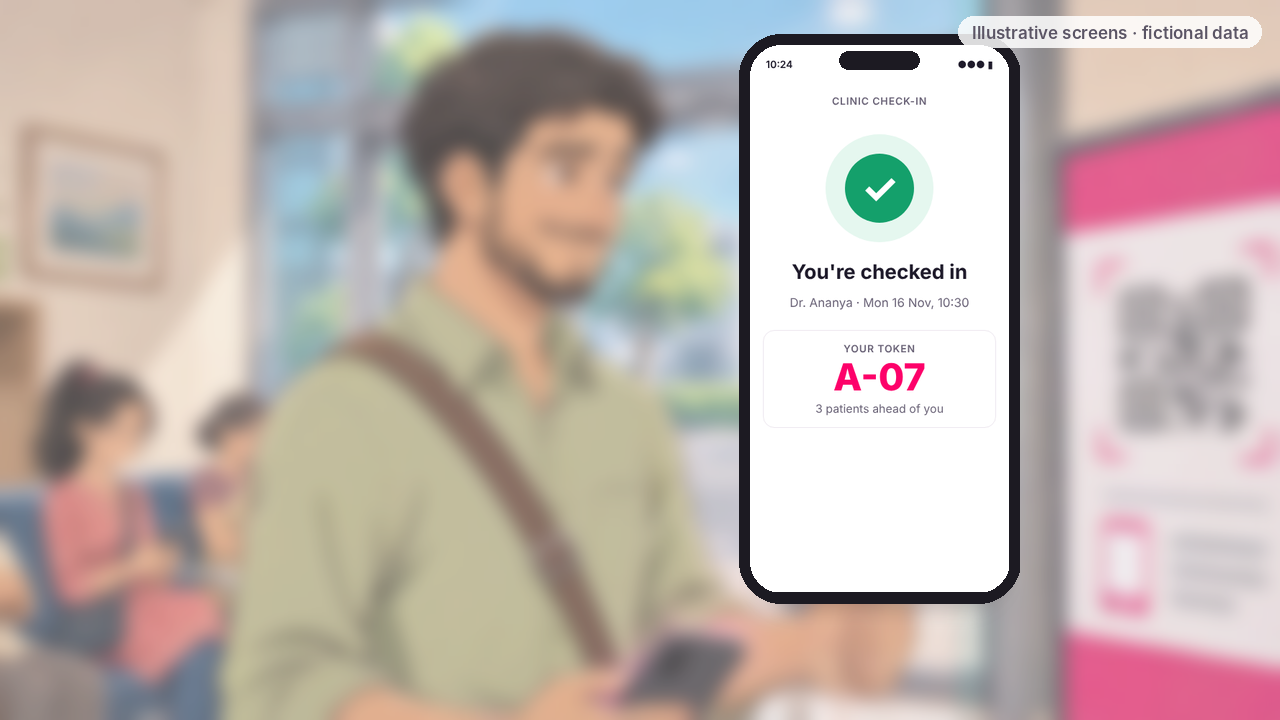 Illustrative screens · fictional data
10:24
CLINIC CHECK-IN
You're checked in
Dr. Ananya · Mon 16 Nov, 10:30
YOUR TOKEN
A-07
3 patients ahead of you